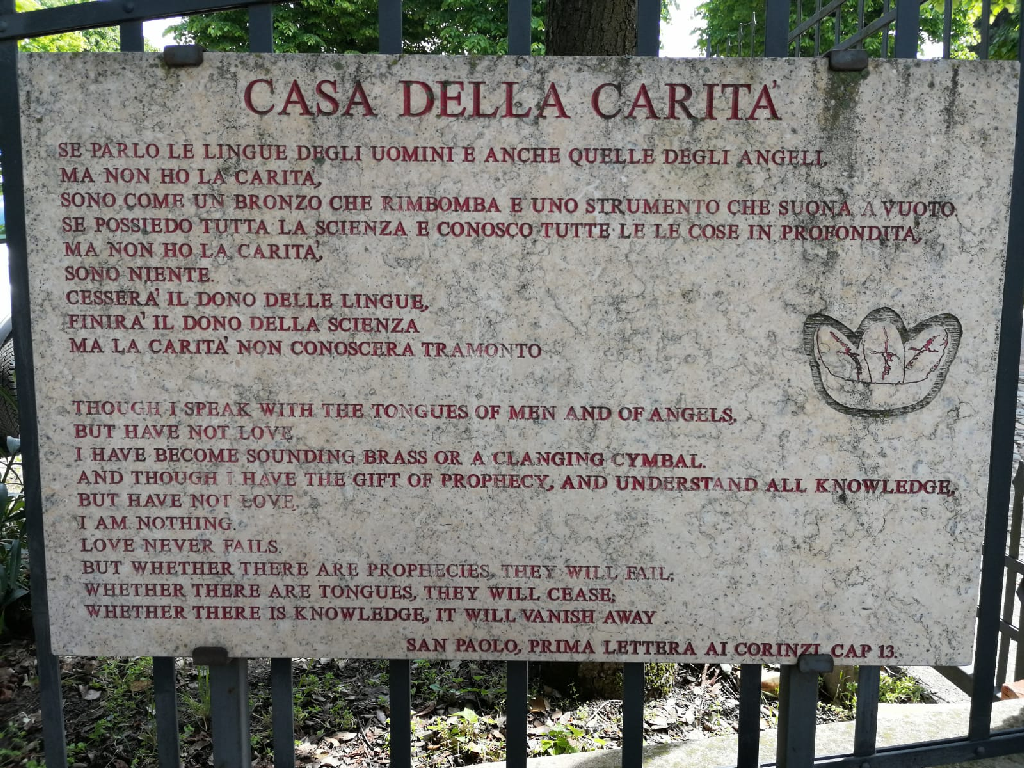 CASA DELLA CARITA'
SE PARLO LE LINGUE DEGLI UOMINI E ANCHE QUELLE DEGLI ANGELI,
MA NON HO LA CARITA',
SONO COME UN BRONZO CHE RIMBOMBA E UNO STRUMENTO CHE SUONA A VUOTO.
SE POSSIEDO TUTTA LA SCIENZA E CONOSCO TUTTE LE LE COSE IN PROFONDITA',
MA NON HO LA CARITA',
SONO NIENTE.
CESSERA' IL DONO DELLE LINGUE,
FINIRA' IL DONO DELLA SCIENZA
MA LA CARITA' NON CONOSCERA TRAMONTO
THOUGH I SPEAK WITH THE TONGUES OF MEN AND OF ANGELS,
BUT HAVE NOT LOVE,
I HAVE BECOME SOUNDING BRASS OR A CLANGING CYMBAL.
AND THOUGH I HAVE THE GIFT OF PROPHECY, AND UNDERSTAND ALL KNOWLEDGE,
BUT HAVE NOT LOVE,
I AM NOTHING.
LOVE NEVER FAILS.
BUT WHETHER THERE ARE PROPHECIES, THEY WILL FAIL;
WHETHER THERE ARE TONGUES, THEY WILL CEASE;
WHETHER THERE IS KNOWLEDGE, IT WILL VANISH AWAY
SAN PAOLO, PRIMA LETTERA AI CORINZI, CAP 13.